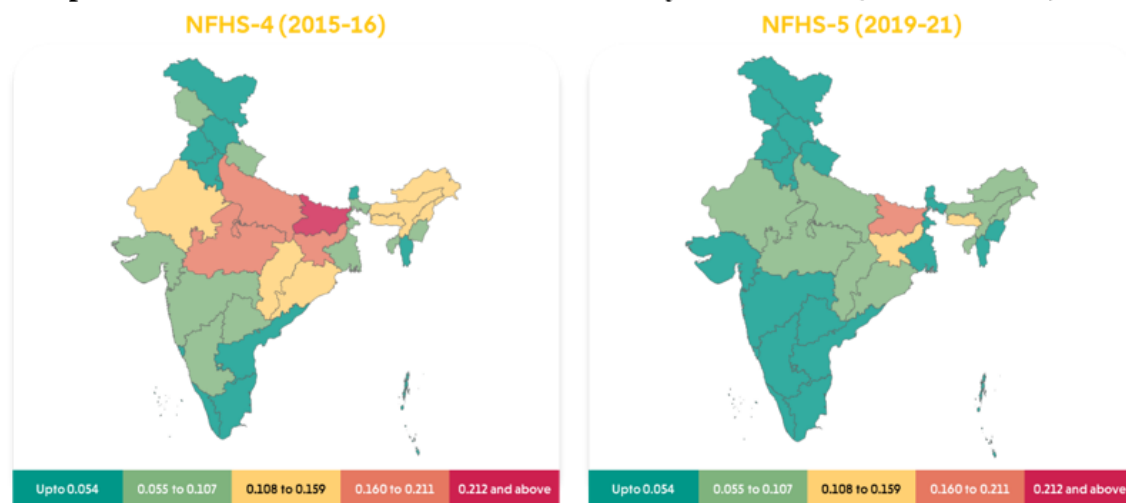 NFHS-4 (2015-16)
NFHS-5 (2019-21)
Upto 0.054
0.055 to 0.107
0.108 to 0.159
0.160 to 0.211
0.212 and above
Upto 0.054
0.055 to 0.107
0.108 to 0.159
0.160 to 0.211
0.212 and above